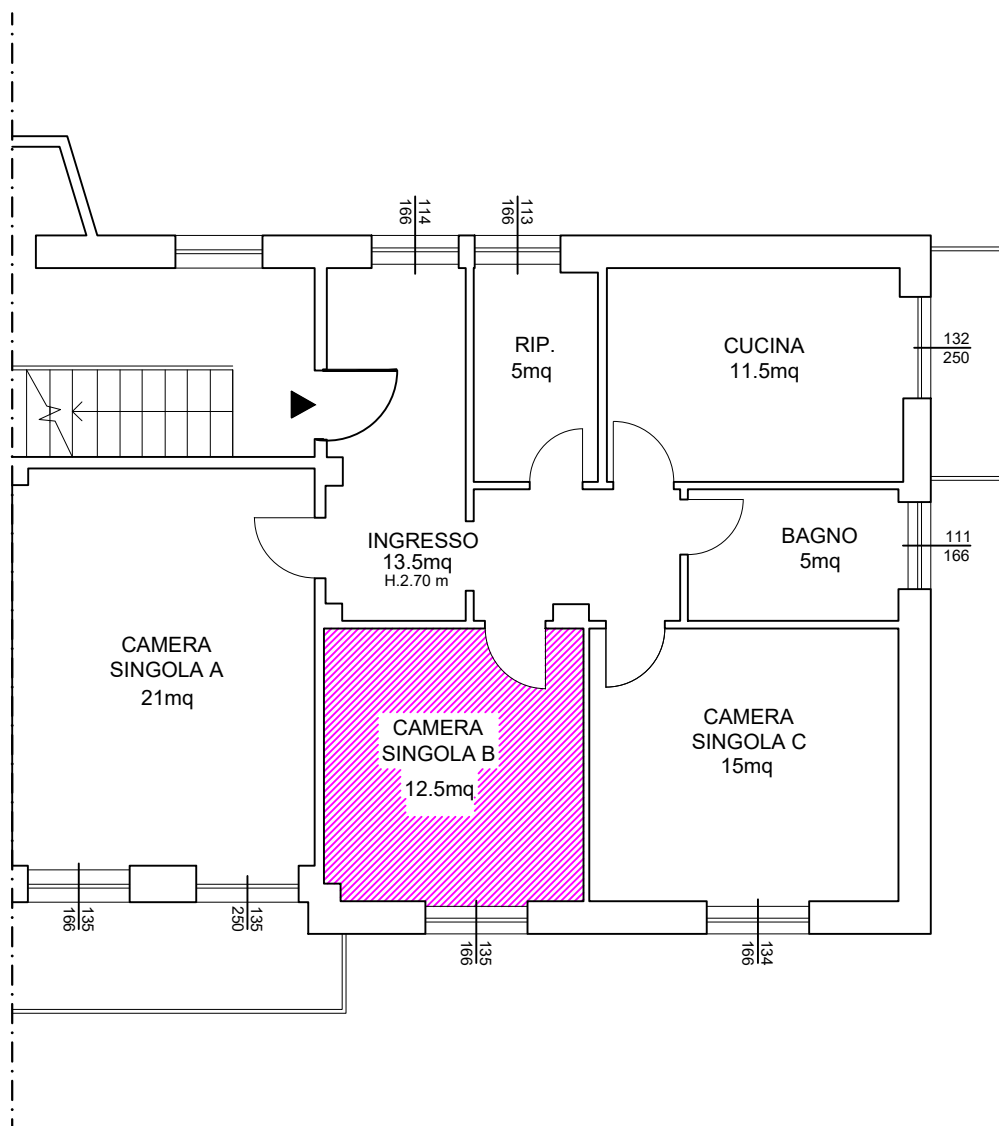 114
166
113
166
RIP.
5mq
CUCINA
11.5mq
132
250
INGRESSO
13.5mq
H.2.70 m
BAGNO
5mq
111
166
CAMERA
SINGOLA A
21mq
CAMERA
SINGOLA B
12.5mq
CAMERA
SINGOLA C
15mq
135
166
135
250
135
166
134
166